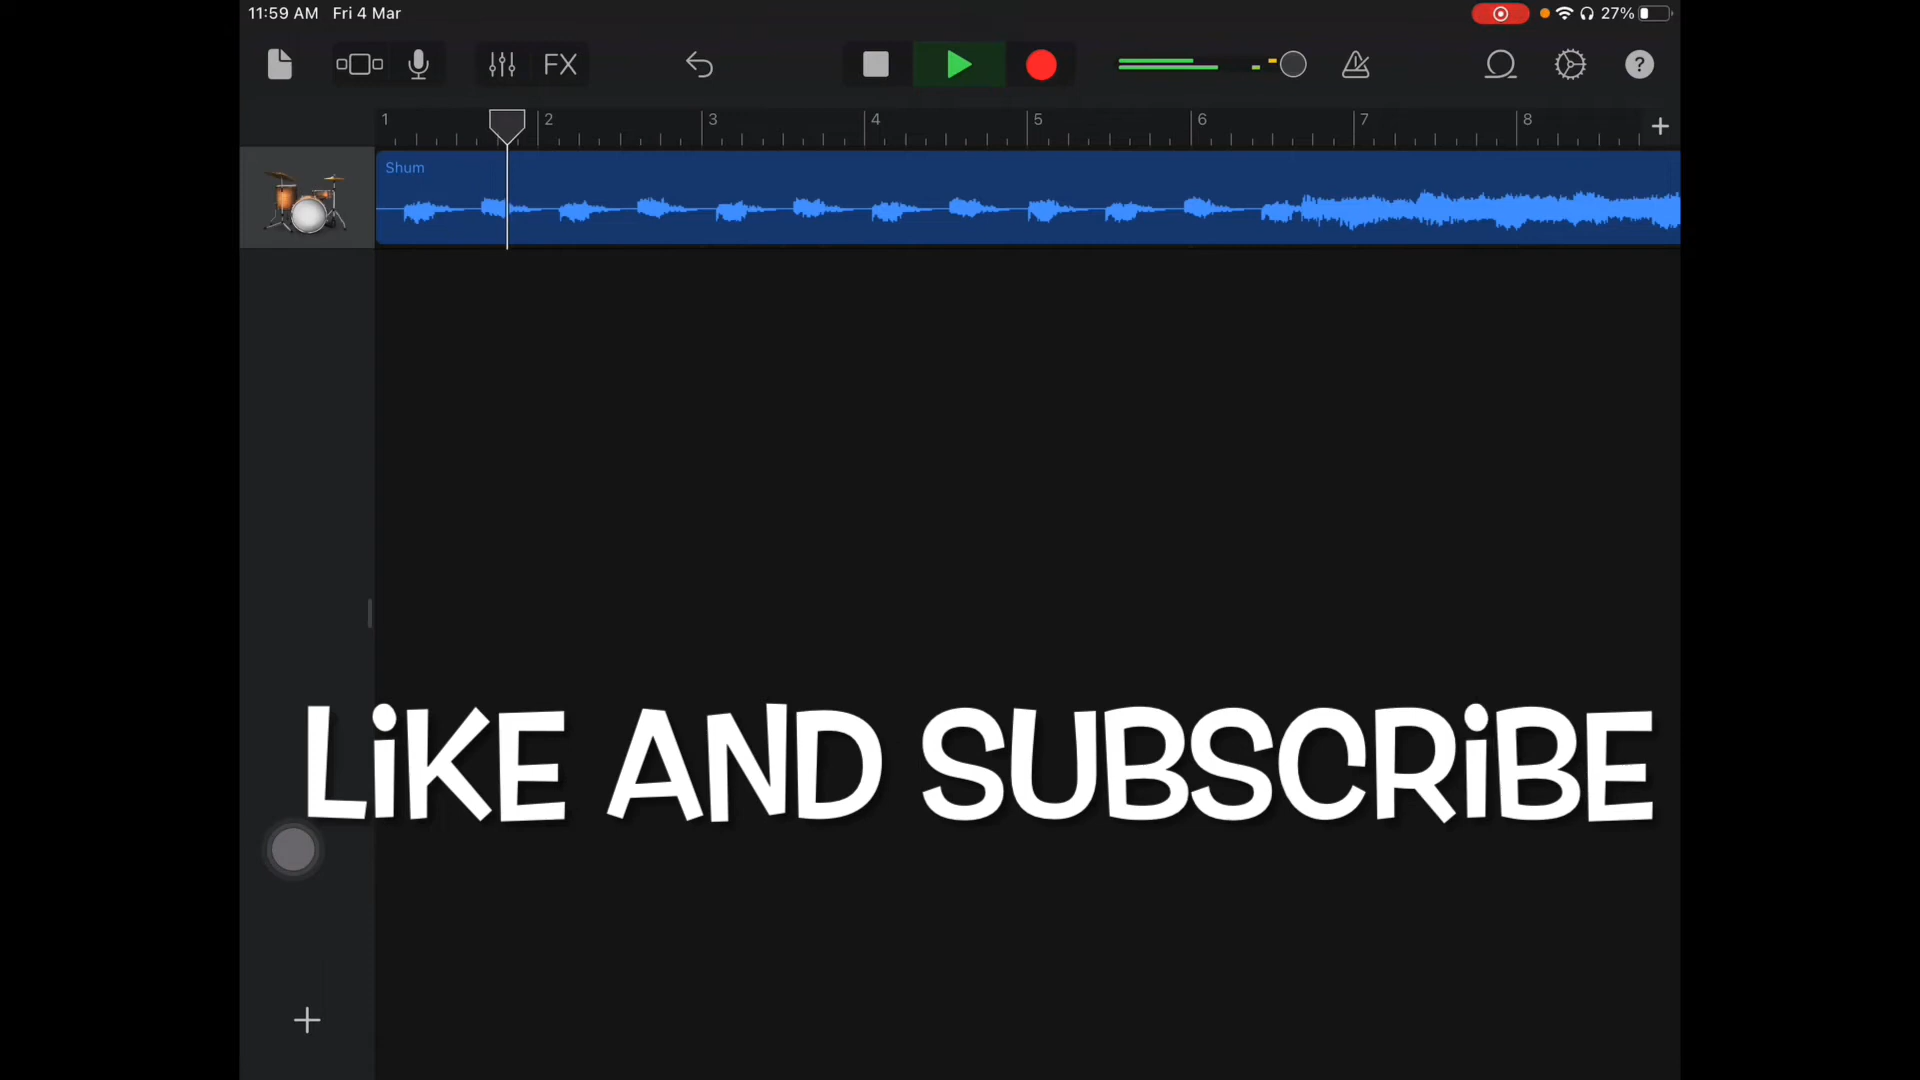 11:59 AM Fri 4 Mar
27%
FX
?
1 2 3 4 5 6 7 8
Shum
LiKE AND SUBSCRiBE